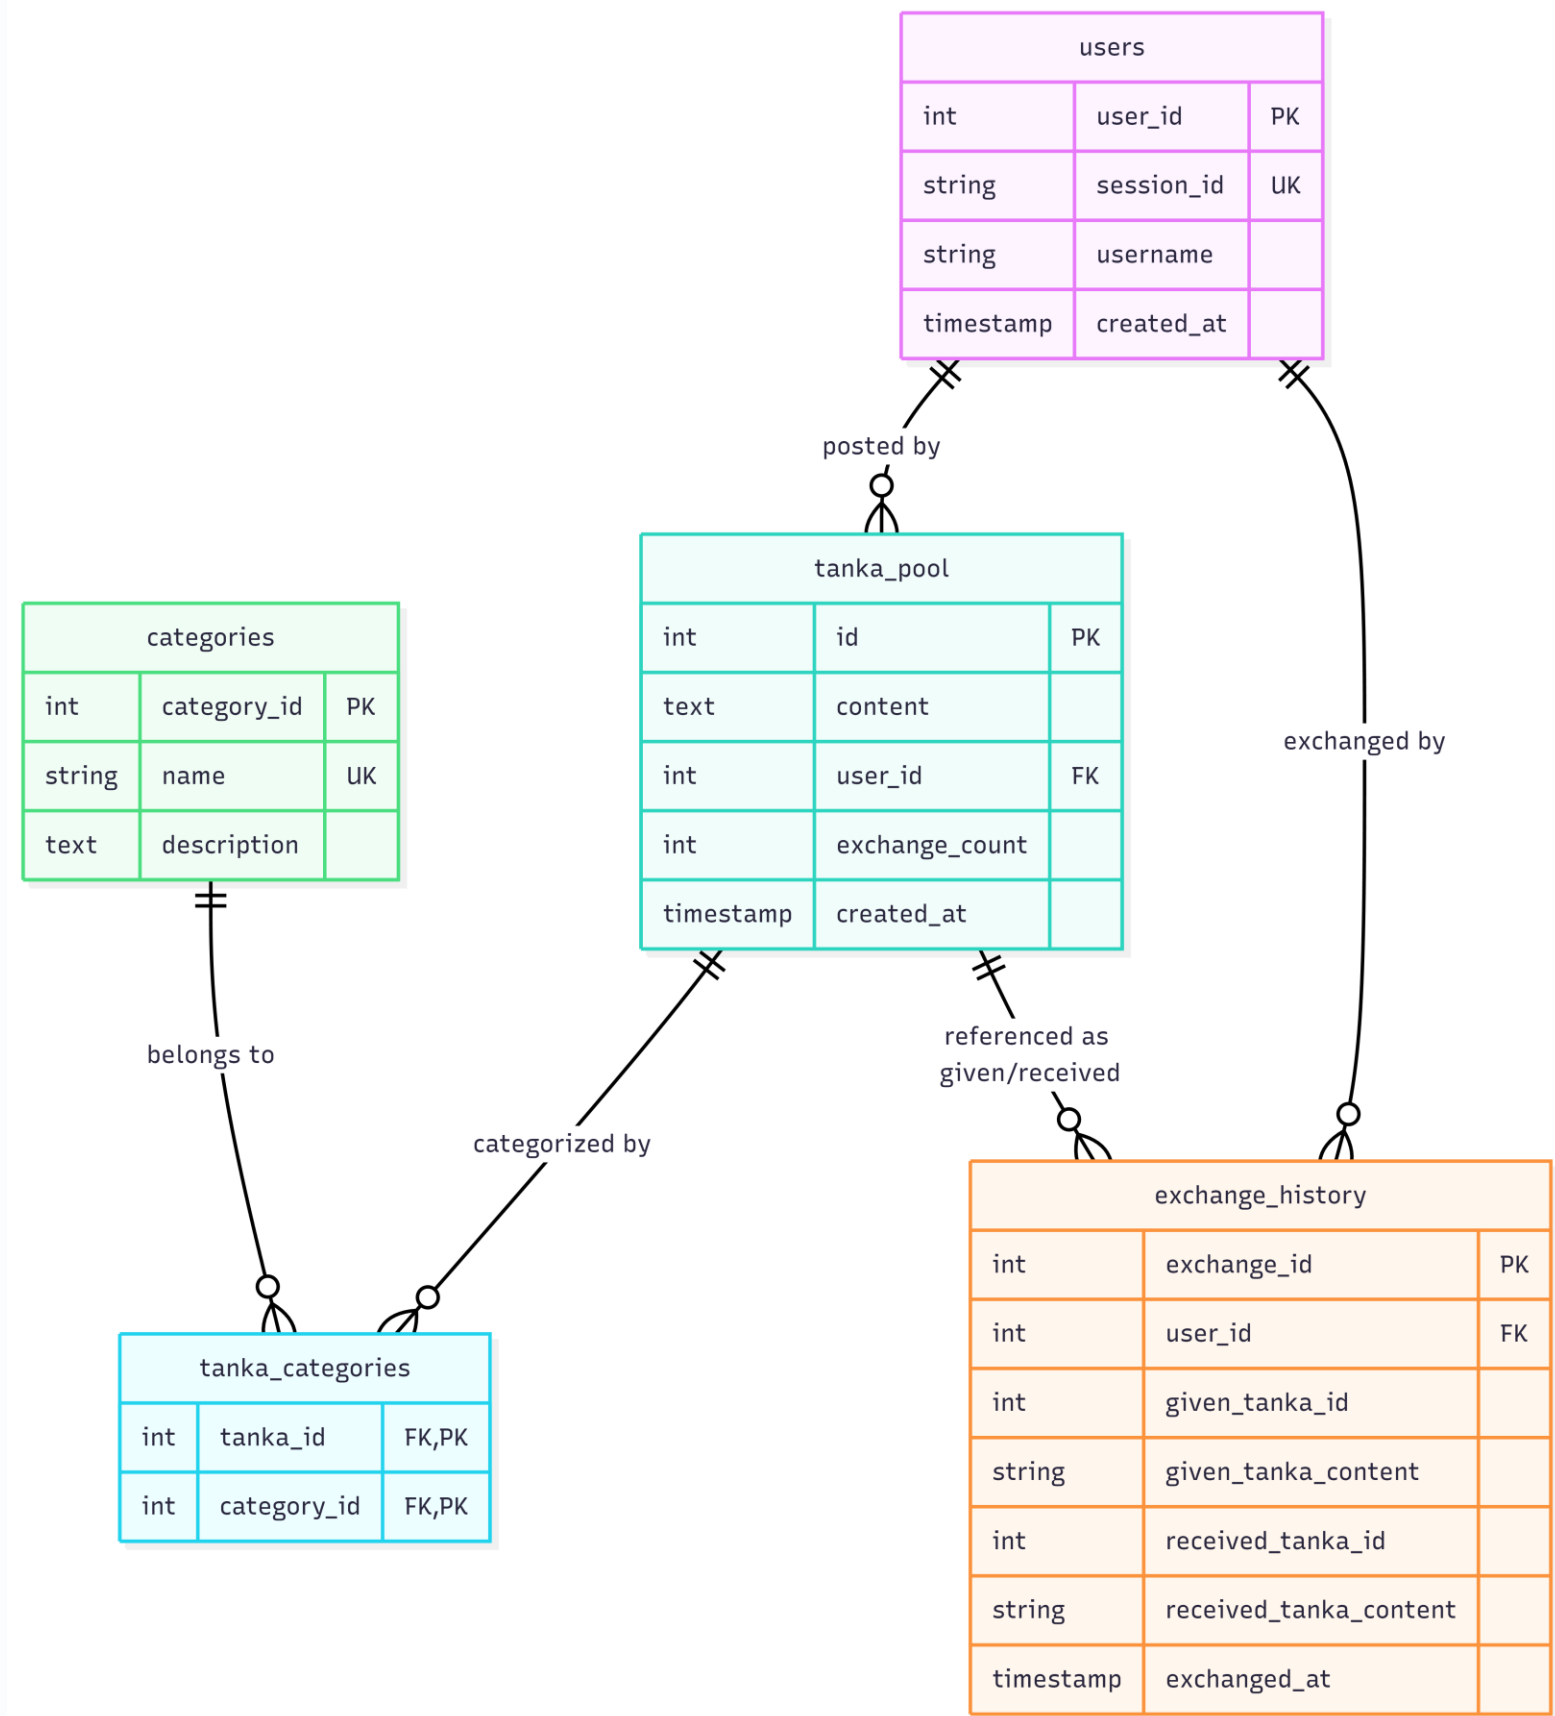 users
int user_id PK
string session_id UK
string username
timestamp created_at
posted by
tanka_pool
int id PK
text content
int user_id FK
int exchange_count
timestamp created_at
categories
int category_id PK
string name UK
text description
exchanged by
belongs to
categorized by
referenced as
given/received
tanka_categories
int tanka_id FK,PK
int category_id FK,PK
exchange_history
int exchange_id PK
int user_id FK
int given_tanka_id
string given_tanka_content
int received_tanka_id
string received_tanka_content
timestamp exchanged_at